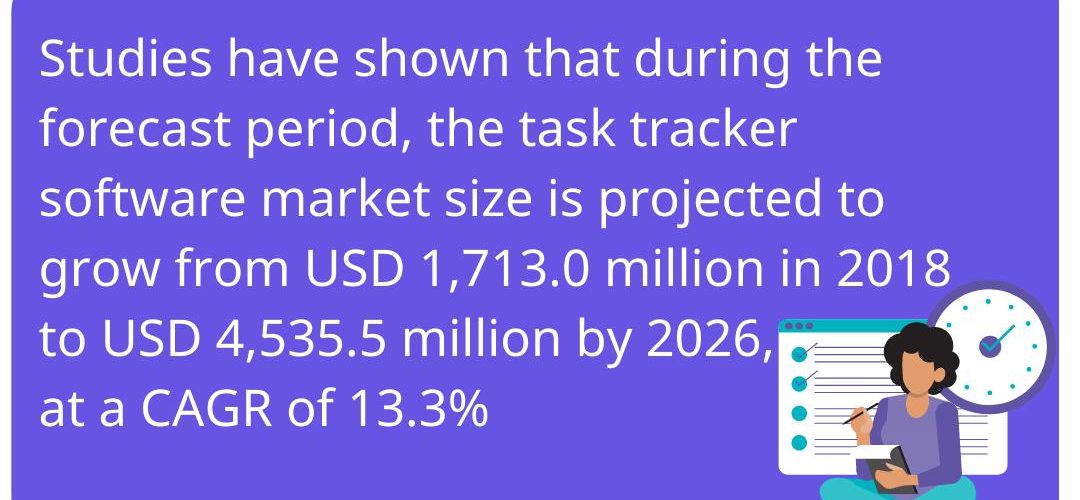 Studies have shown that during the
forecast period, the task tracker
software market size is projected to
grow from USD 1,713.0 million in 2018
to USD 4,535.5 million by 2026,
at a CAGR of 13.3%